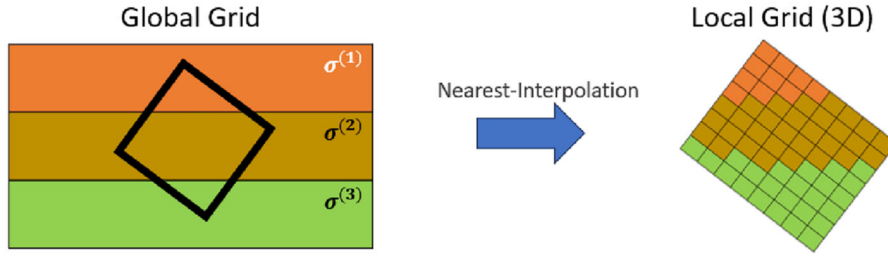 Global Grid
Local Grid (3D)
σ(1)
σ(2)
σ(3)
Nearest-Interpolation